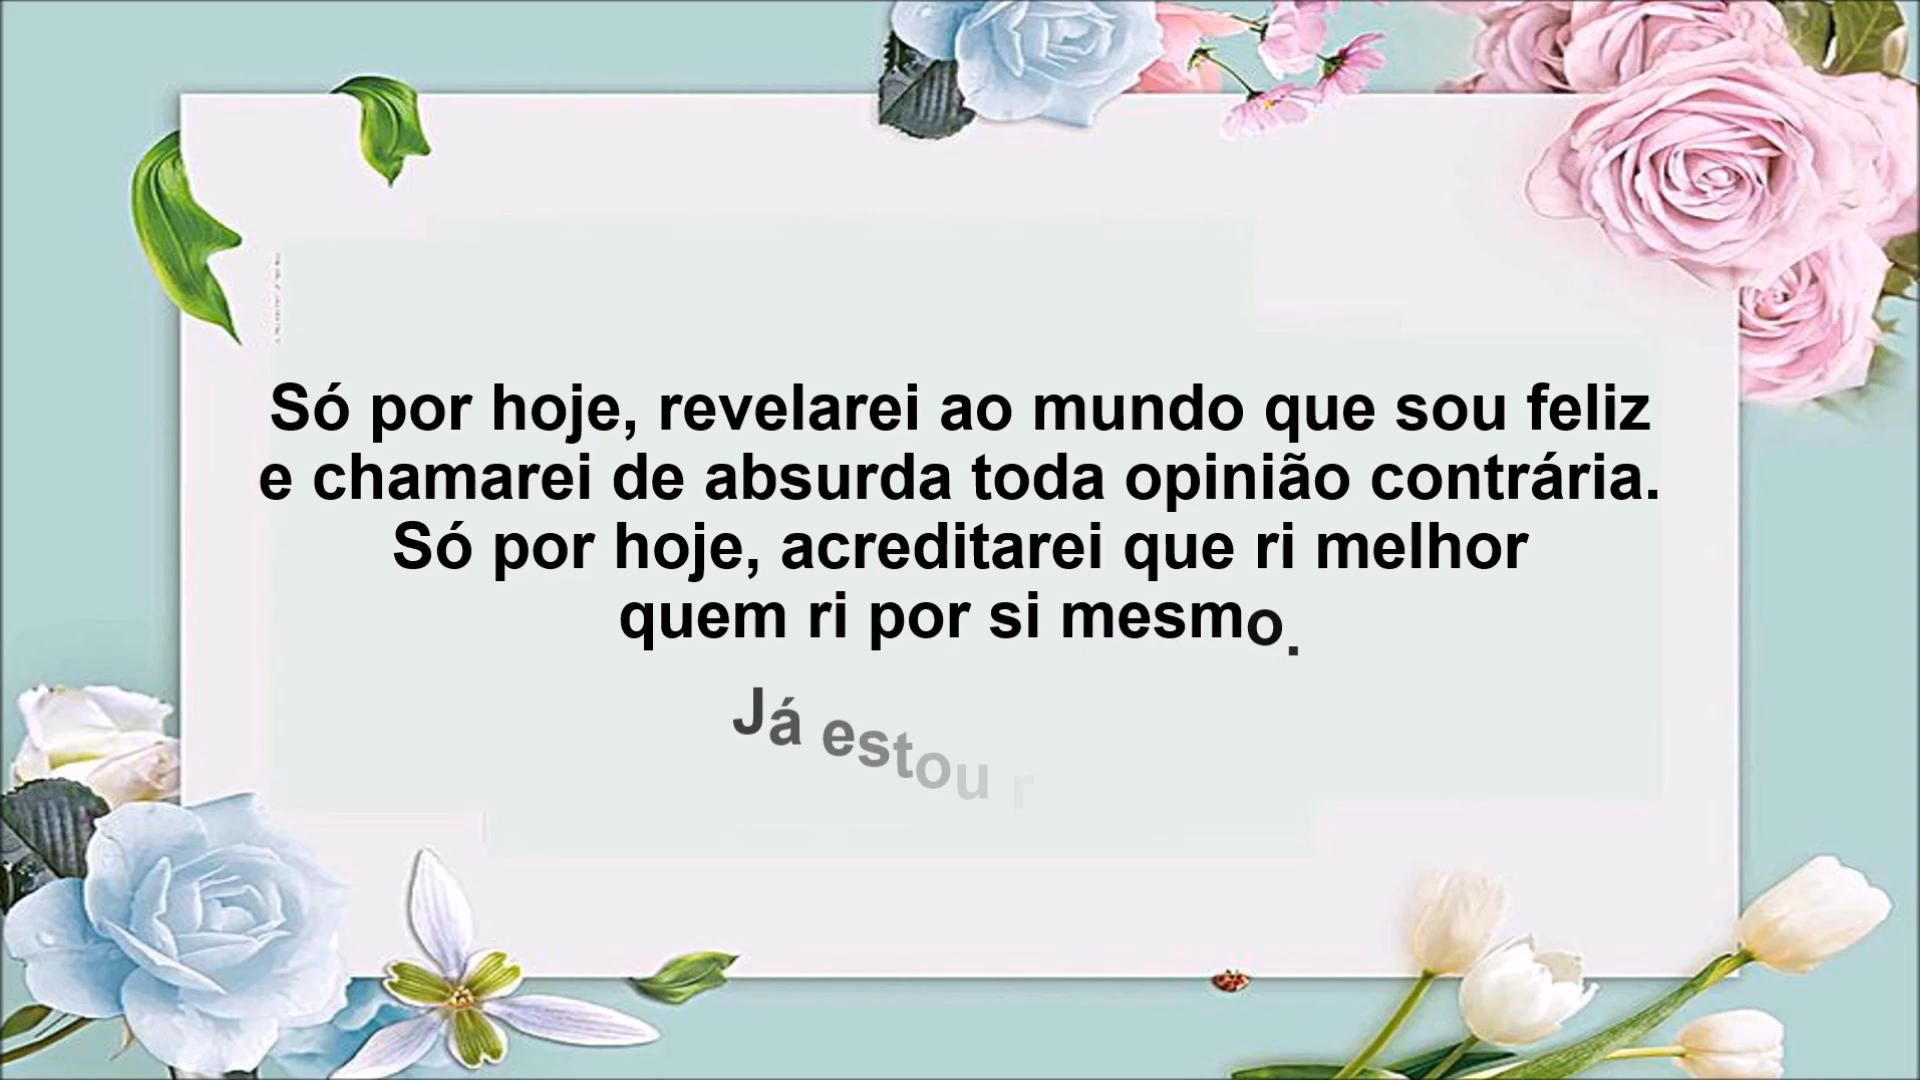 Só por hoje, revelarei ao mundo que sou feliz
e chamarei de absurda toda opinião contrária.
Só por hoje, acreditarei que ri melhor
quem ri por si mesmo.
Já estou r